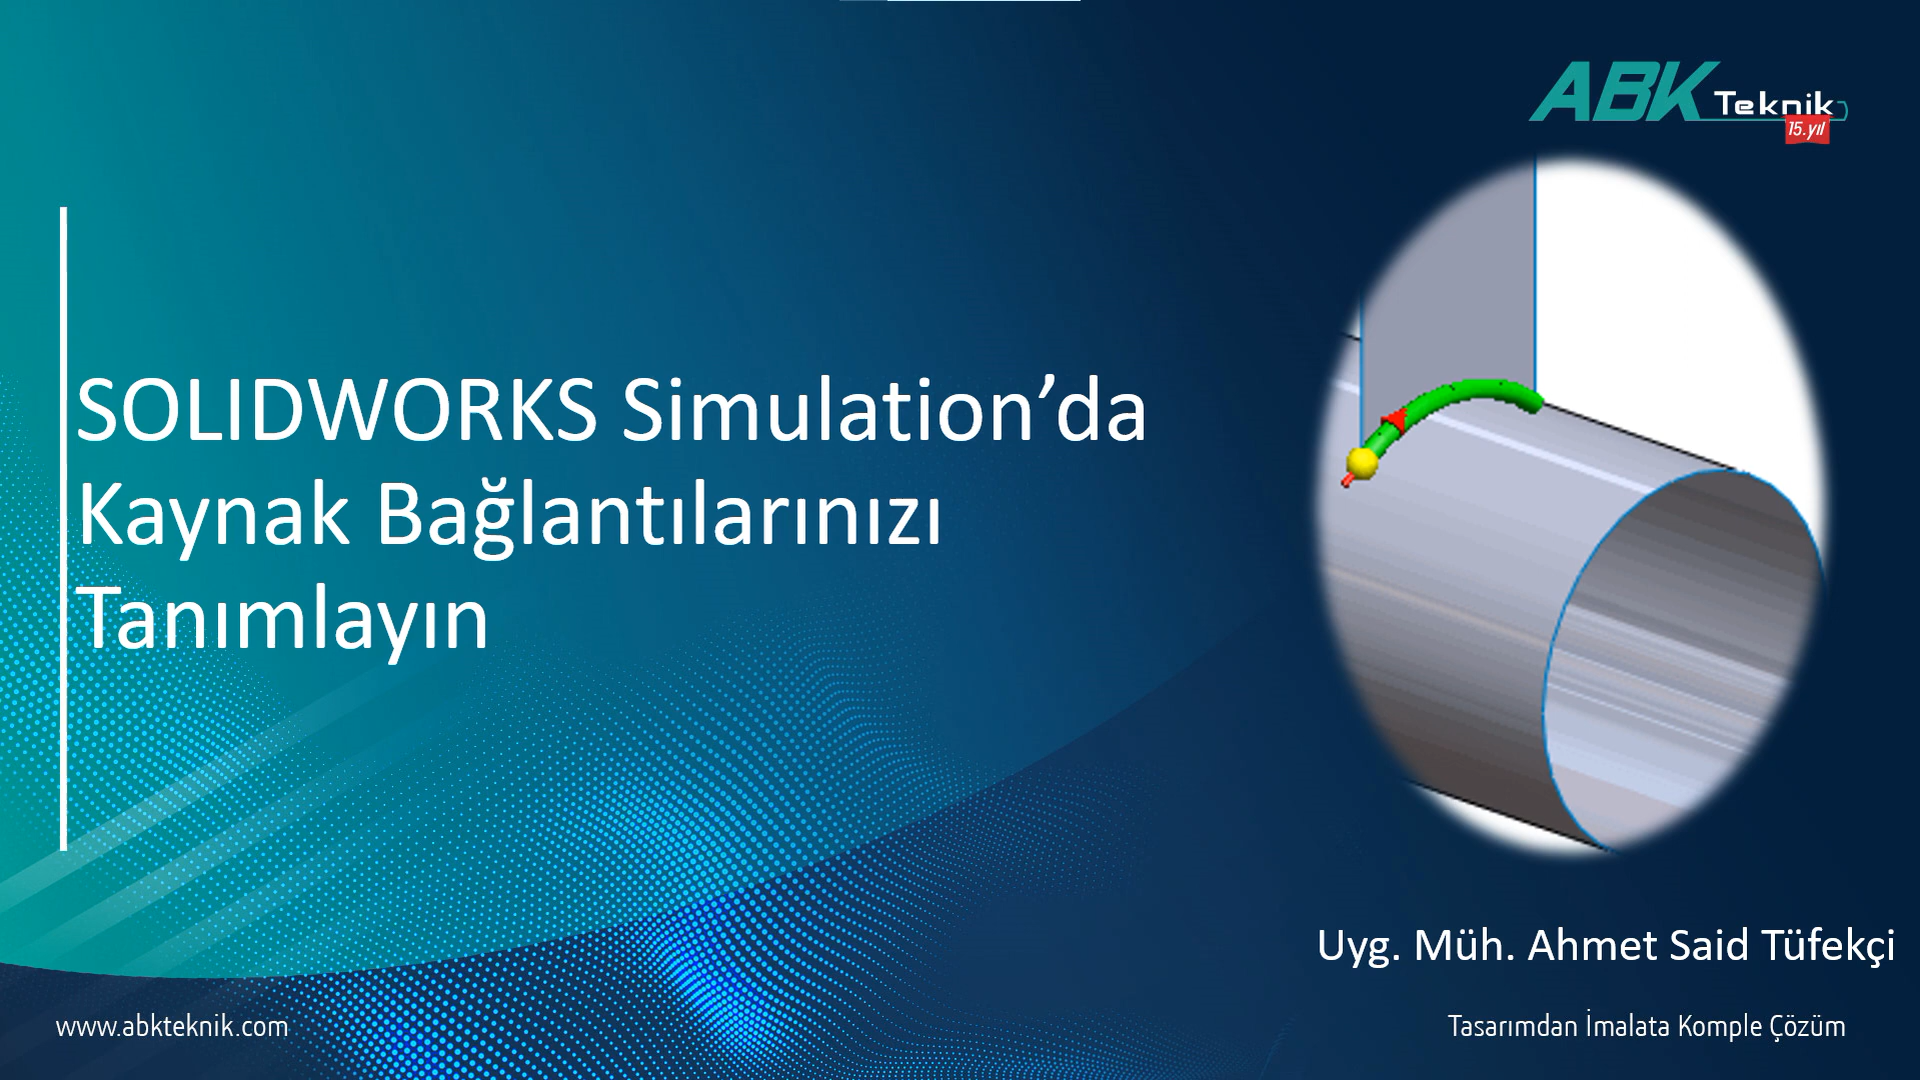 ABK Teknik
15.yıl
SOLIDWORKS Simulation’da
Kaynak Bağlantılarınızı
Tanımlayın
Uyg. Müh. Ahmet Said Tüfekçi
www.abkteknik.com
Tasarımdan İmalata Komple Çözüm